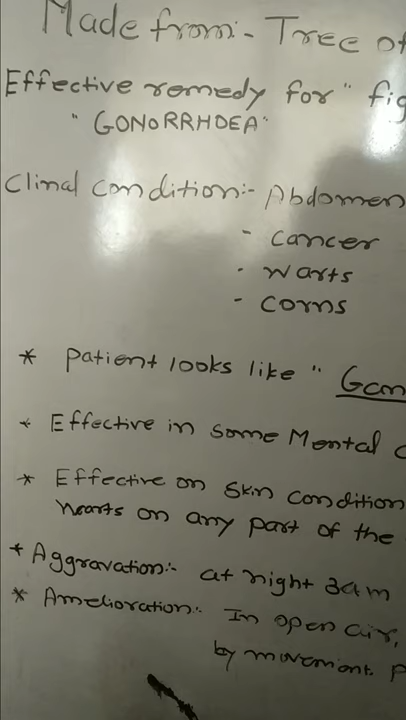 Made from:- Tree of
Effective remedy for " fig
" GONORRHOEA"
Clinal condition:- Abdomen
- Cancer
- Warts
- Corns
* Patient looks like " Gan
* Effective in some Mental c
* Effective on skin condition
Warts on any part of the
* Aggravation:- at night 3am
* Amelioration:- In open air,
by movement. P